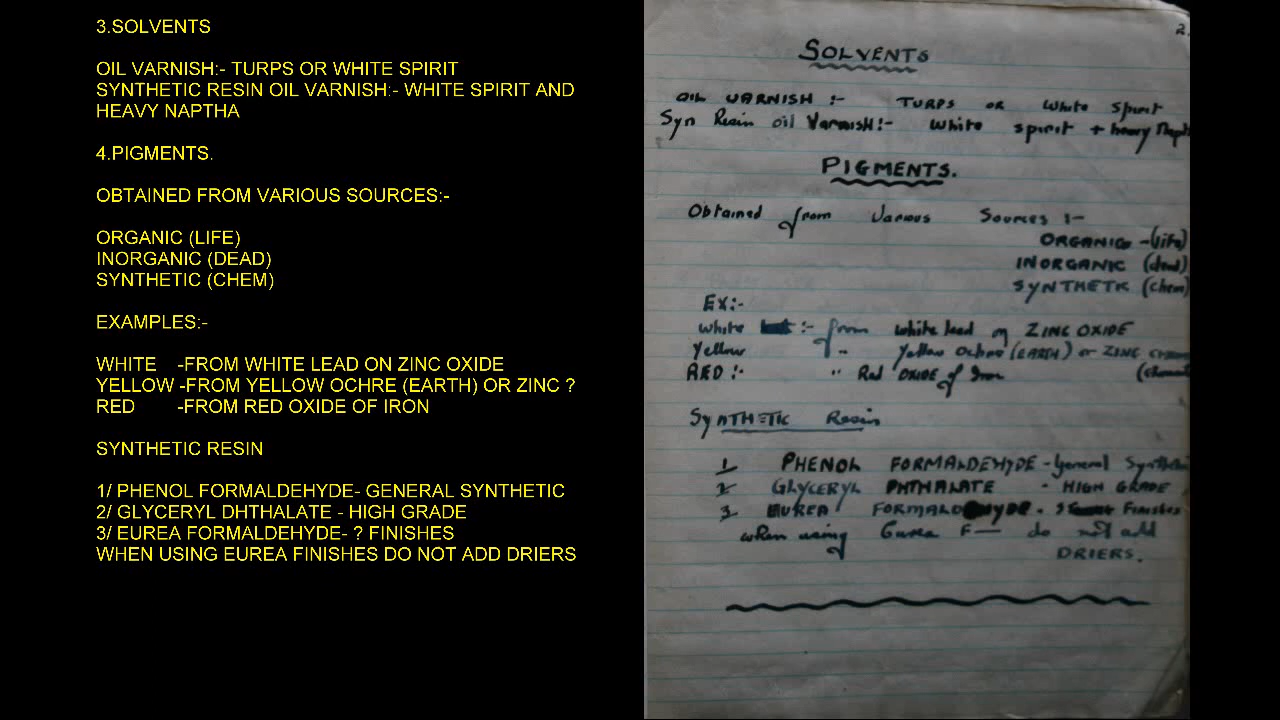 3.SOLVENTS
OIL VARNISH:- TURPS OR WHITE SPIRIT
SYNTHETIC RESIN OIL VARNISH:- WHITE SPIRIT AND
HEAVY NAPTHA
4.PIGMENTS.
OBTAINED FROM VARIOUS SOURCES:-
ORGANIC (LIFE)
INORGANIC (DEAD)
SYNTHETIC (CHEM)
EXAMPLES:-
WHITE -FROM WHITE LEAD ON ZINC OXIDE
YELLOW -FROM YELLOW OCHRE (EARTH) OR ZINC ?
RED -FROM RED OXIDE OF IRON
SYNTHETIC RESIN
1/ PHENOL FORMALDEHYDE- GENERAL SYNTHETIC
2/ GLYCERYL DHTHALATE - HIGH GRADE
3/ EUREA FORMALDEHYDE- ? FINISHES
WHEN USING EUREA FINISHES DO NOT ADD DRIERS
2.
SOLVENTS
OIL VARNISH :- TURPS OR White Spirit
Syn Resin oil Varnish:- White spirit + heavy
PIGMENTS.
Obtained from Various Sources :-
ORGANIC -(life)
INORGANIC (dead)
SYNTHETIC (chem)
EX:-
White :- from white lead on ZINC OXIDE
Yellow " Yellow Ochre (EARTH) or ZINC
RED :- " Red OXIDE of Iron
SYNTHETIC Resin
1 PHENOL FORMALDEHYDE - General Synthetic
2 GLYCERYL PHTHALATE - HIGH GRADE
3 EUREA FORMALDEHYDE - Finishes
when using Eurea F— do not add
DRIERS.